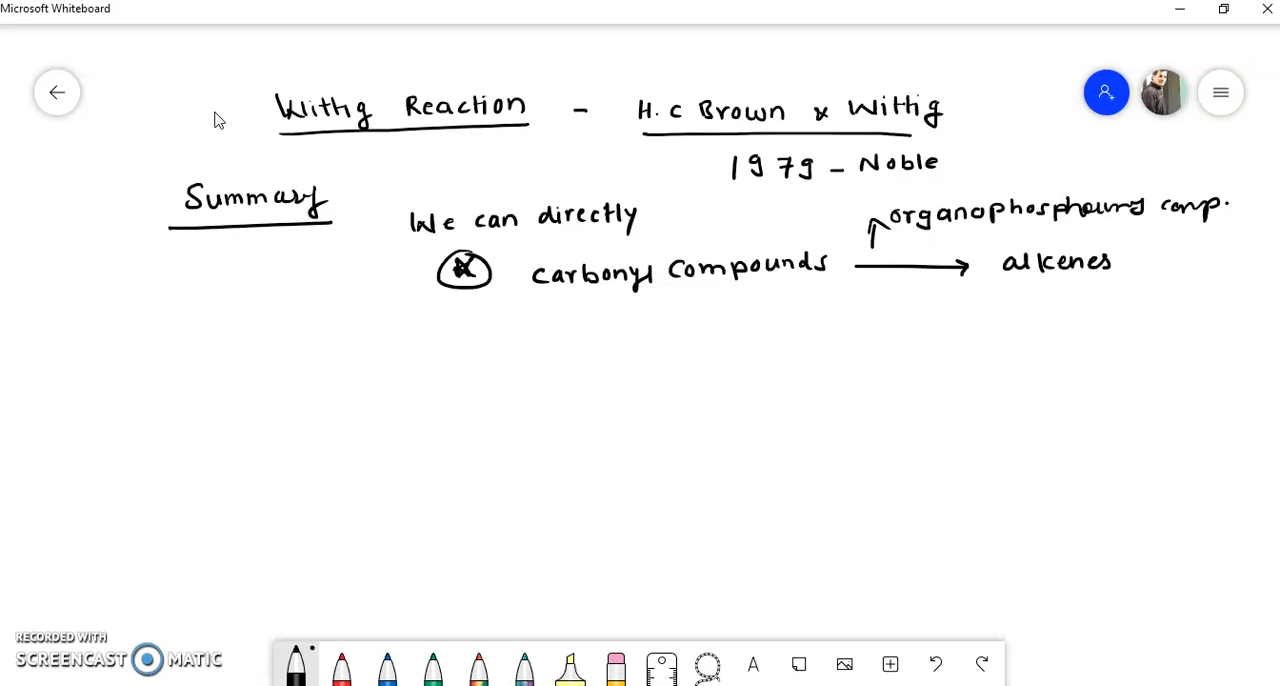 Microsoft Whiteboard
Wittig Reaction - H.C Brown & Wittig
1979 - Noble
Summary
We can directly
organophosphourus comp.
carbonyl compounds → alkenes
RECORDED WITH
SCREENCAST MATIC
A